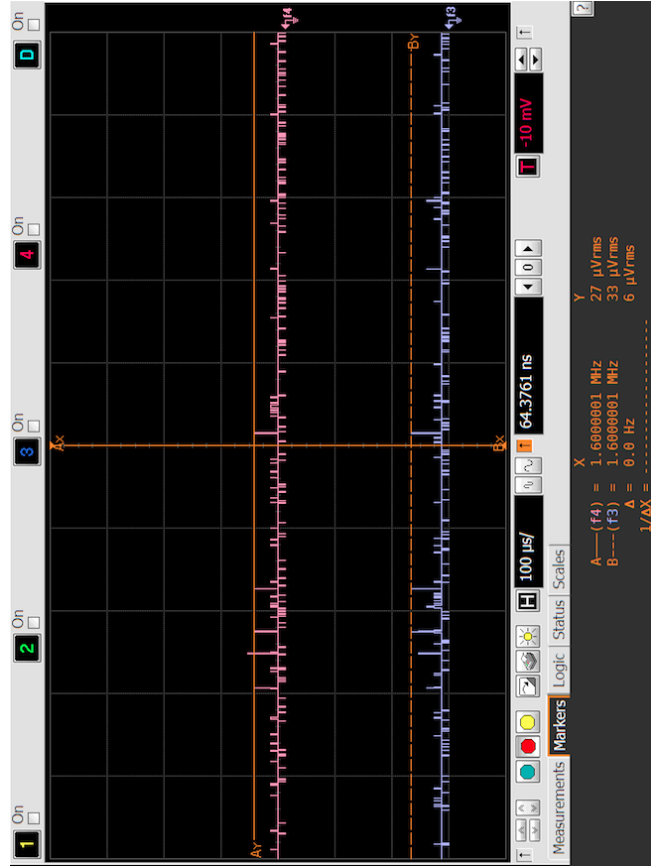 1 On 2 On 3 On 4 On D On
Ax
f4
Ay
By
f3
Bx
H 100 µs/ 64.3761 ns 0 T -10 mV
Measurements Markers Logic Status Scales
?
X Y
A——(f4) = 1.6000001 MHz 27 µVrms
B---(f3) = 1.6000001 MHz 33 µVrms
Δ = 0.0 Hz 6 µVrms
1/ΔX = --------------------